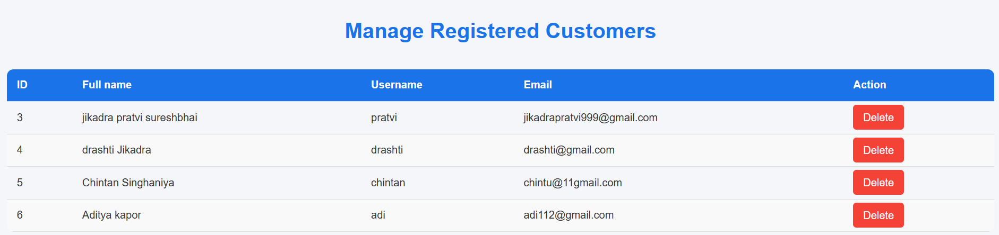 Manage Registered Customers
ID Full name Username Email Action
3 jikadra pratvi sureshbhai pratvi jikadrapratvi999@gmail.com Delete
4 drashti Jikadra drashti drashti@gmail.com Delete
5 Chintan Singhaniya chintan chintu@11gmail.com Delete
6 Aditya kapor adi adi112@gmail.com Delete